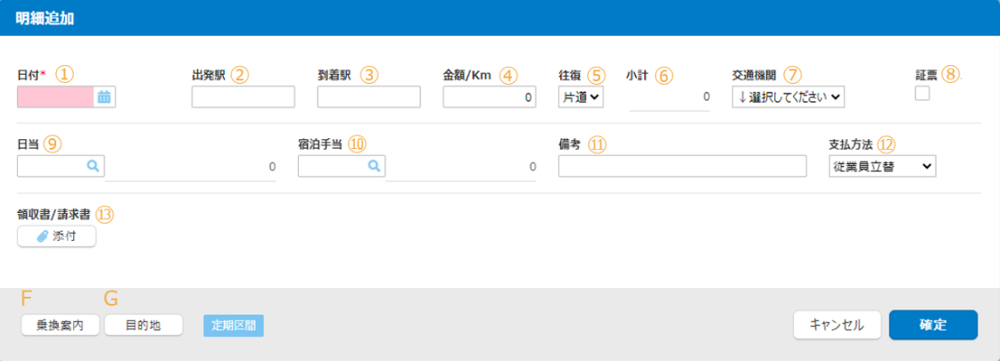 明細追加
日付* ① 出発駅 ② 到着駅 ③ 金額/Km ④ 往復 ⑤ 小計 ⑥ 交通機関 ⑦ 証票 ⑧
0 片道 0 ↓選択してください
日当 ⑨ 宿泊手当 ⑩ 備考 ⑪ 支払方法 ⑫
0 0 従業員立替
領収書/請求書 ⑬
添付
F G
乗換案内 目的地 定期区間 キャンセル 確定